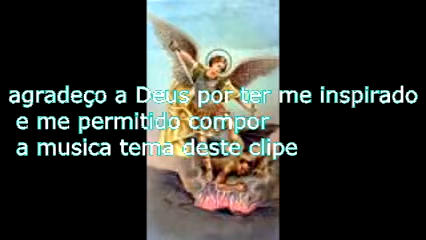 agradeço a Deus por ter me inspirado
e me permitido compor
a musica tema deste clipe